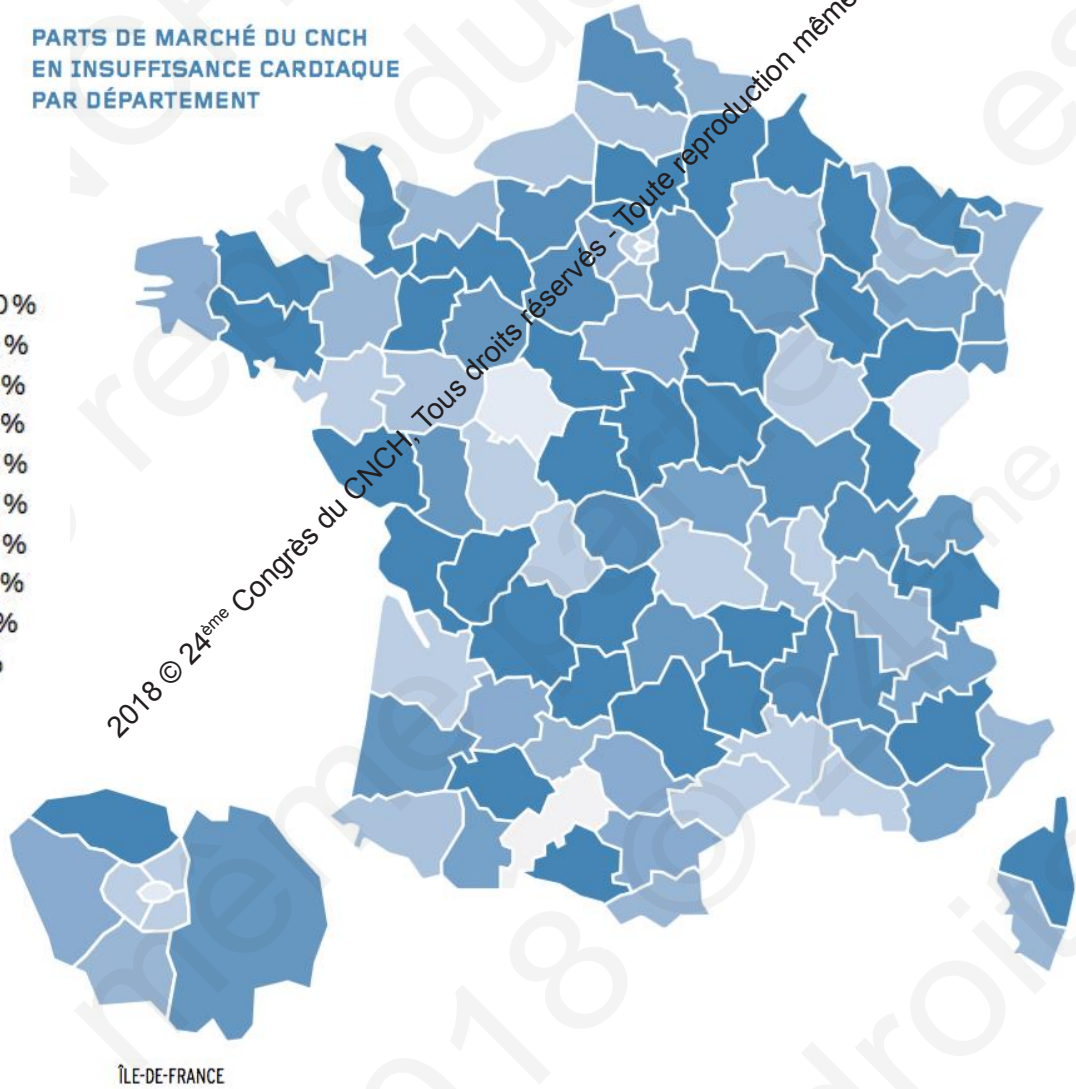 PARTS DE MARCHÉ DU CNCH
EN INSUFFISANCE CARDIAQUE
PAR DÉPARTEMENT
0 %
%
%
%
%
%
%
%
%
%
2018 © 24ème Congrès du CNCH, Tous droits réservés - Toute reproduction même
ÎLE-DE-FRANCE